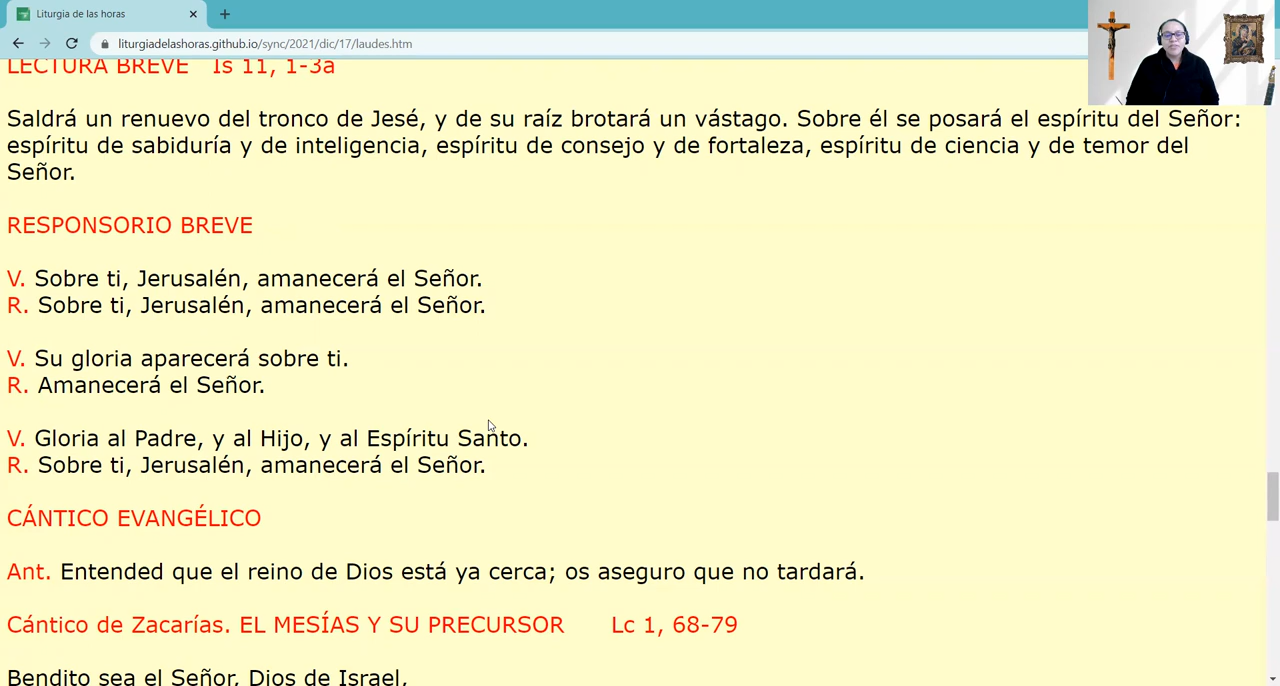 Liturgia de las horas
liturgiadelashoras.github.io/sync/2021/dic/17/laudes.htm
LECTURA BREVE Is 11, 1-3a
Saldrá un renuevo del tronco de Jesé, y de su raíz brotará un vástago. Sobre él se posará el espíritu del Señor:
espíritu de sabiduría y de inteligencia, espíritu de consejo y de fortaleza, espíritu de ciencia y de temor del
Señor.
RESPONSORIO BREVE
V. Sobre ti, Jerusalén, amanecerá el Señor.
R. Sobre ti, Jerusalén, amanecerá el Señor.
V. Su gloria aparecerá sobre ti.
R. Amanecerá el Señor.
V. Gloria al Padre, y al Hijo, y al Espíritu Santo.
R. Sobre ti, Jerusalén, amanecerá el Señor.
CÁNTICO EVANGÉLICO
Ant. Entended que el reino de Dios está ya cerca; os aseguro que no tardará.
Cántico de Zacarías. EL MESÍAS Y SU PRECURSOR Lc 1, 68-79
Bendito sea el Señor, Dios de Israel,